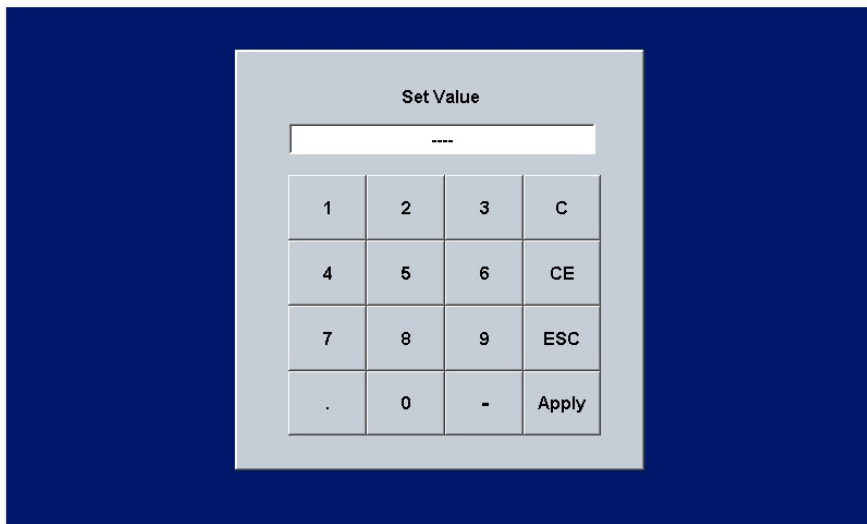 Set Value
----
1 2 3 C
4 5 6 CE
7 8 9 ESC
. 0 - Apply